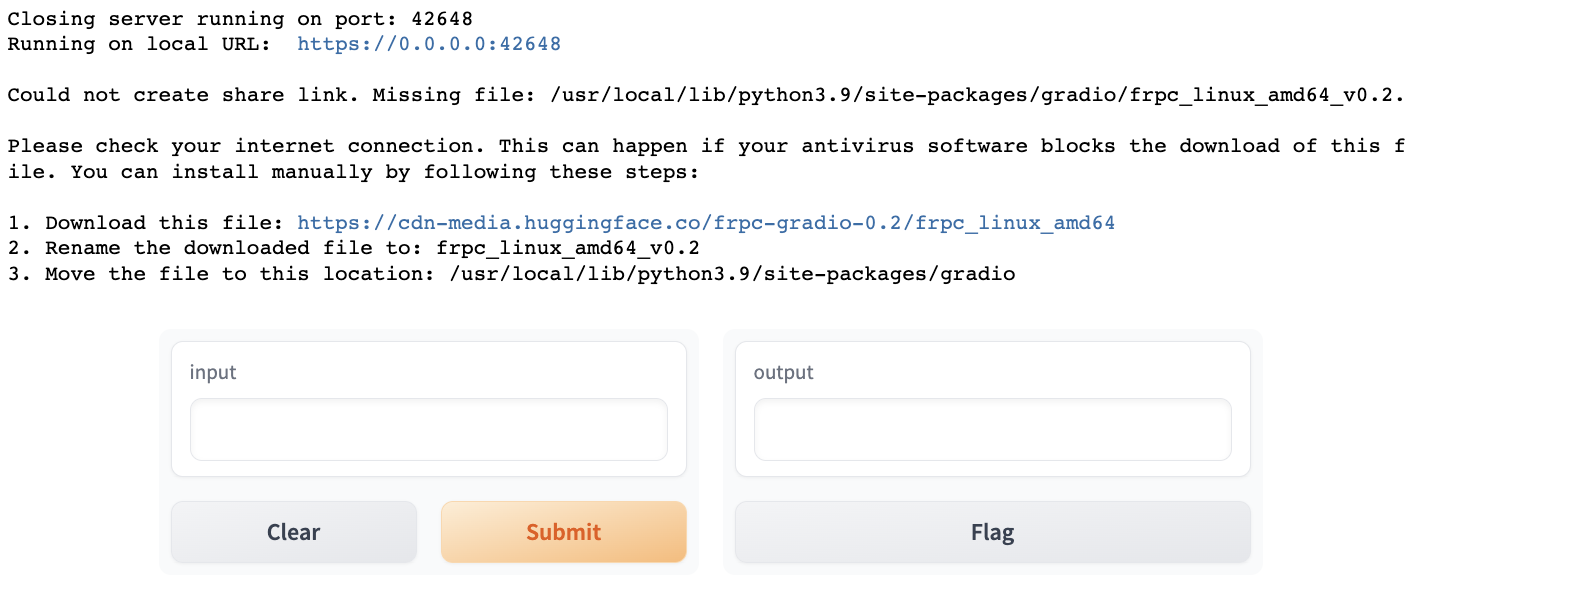 Closing server running on port: 42648
Running on local URL:  https://0.0.0.0:42648
Could not create share link. Missing file: /usr/local/lib/python3.9/site-packages/gradio/frpc_linux_amd64_v0.2.
Please check your internet connection. This can happen if your antivirus software blocks the download of this f
ile. You can install manually by following these steps:
1. Download this file: https://cdn-media.huggingface.co/frpc-gradio-0.2/frpc_linux_amd64
2. Rename the downloaded file to: frpc_linux_amd64_v0.2
3. Move the file to this location: /usr/local/lib/python3.9/site-packages/gradio
input
output
Clear
Submit
Flag